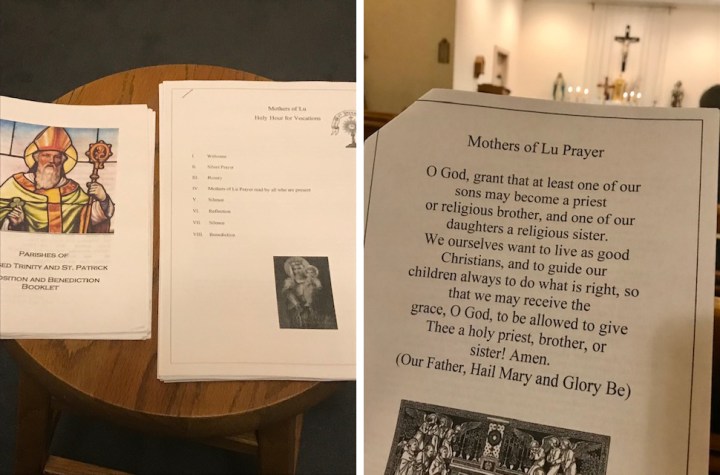 PARISHES OF
SED TRINITY AND ST. PATRICK
OSITION AND BENEDICTION
BOOKLET
Mothers of Lu
Holy Hour for Vocations
I. Welcome
II. Silent Prayer
III. Rosary
IV. Mothers of Lu Prayer read by all who are present
V. Silence
VI. Reflection
VII. Silence
VIII. Benediction
Mothers of Lu Prayer
O God, grant that at least one of our
sons may become a priest
or religious brother, and one of our
daughters a religious sister.
We ourselves want to live as good
Christians, and to guide our
children always to do what is right, so
that we may receive the
grace, O God, to be allowed to give
Thee a holy priest, brother, or
sister! Amen.
(Our Father, Hail Mary and Glory Be)